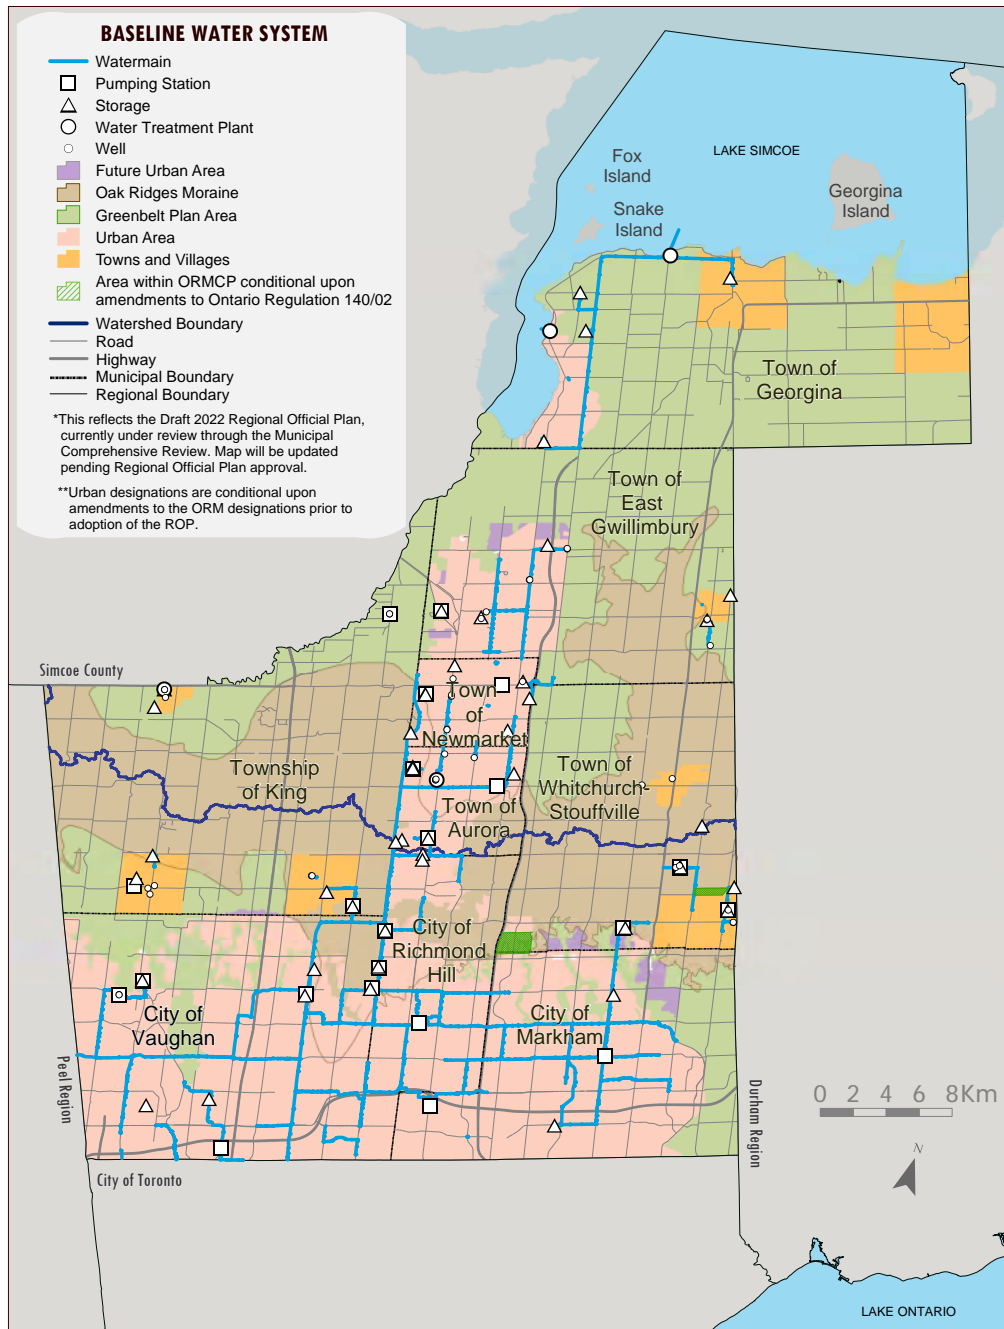 BASELINE WATER SYSTEM
Watermain
Pumping Station
Storage
Water Treatment Plant
Well
Future Urban Area
Oak Ridges Moraine
Greenbelt Plan Area
Urban Area
Towns and Villages
Area within ORMCP conditional upon
amendments to Ontario Regulation 140/02
Watershed Boundary
Road
Highway
Municipal Boundary
Regional Boundary
*This reflects the Draft 2022 Regional Official Plan,
currently under review through the Municipal
Comprehensive Review. Map will be updated
pending Regional Official Plan approval.
**Urban designations are conditional upon
amendments to the ORM designations prior to
adoption of the ROP.
LAKE SIMCOE
Fox
Island
Snake
Island
Georgina
Island
Town of
Georgina
Town of
East
Gwillimbury
Simcoe County
Town
of
Newmarket
Township
of King
Town of
Whitchurch-
Stouffville
Town of
Aurora
City of
Richmond
Hill
City of
Vaughan
City of
Markham
Peel Region
Durham Region
0 2 4 6 8Km
N
City of Toronto
LAKE ONTARIO